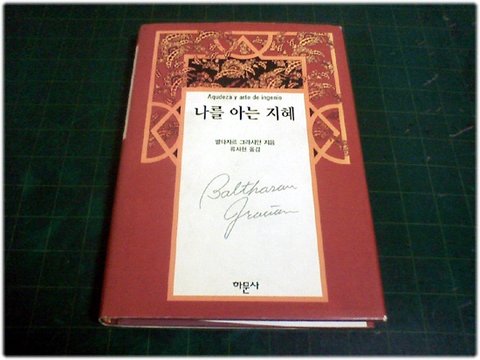 Agudeza y arte de ingenio
나를 아는 지혜
발타자르 그라시안 지음
류시현 옮김
Balthasar
Gracian
하문사